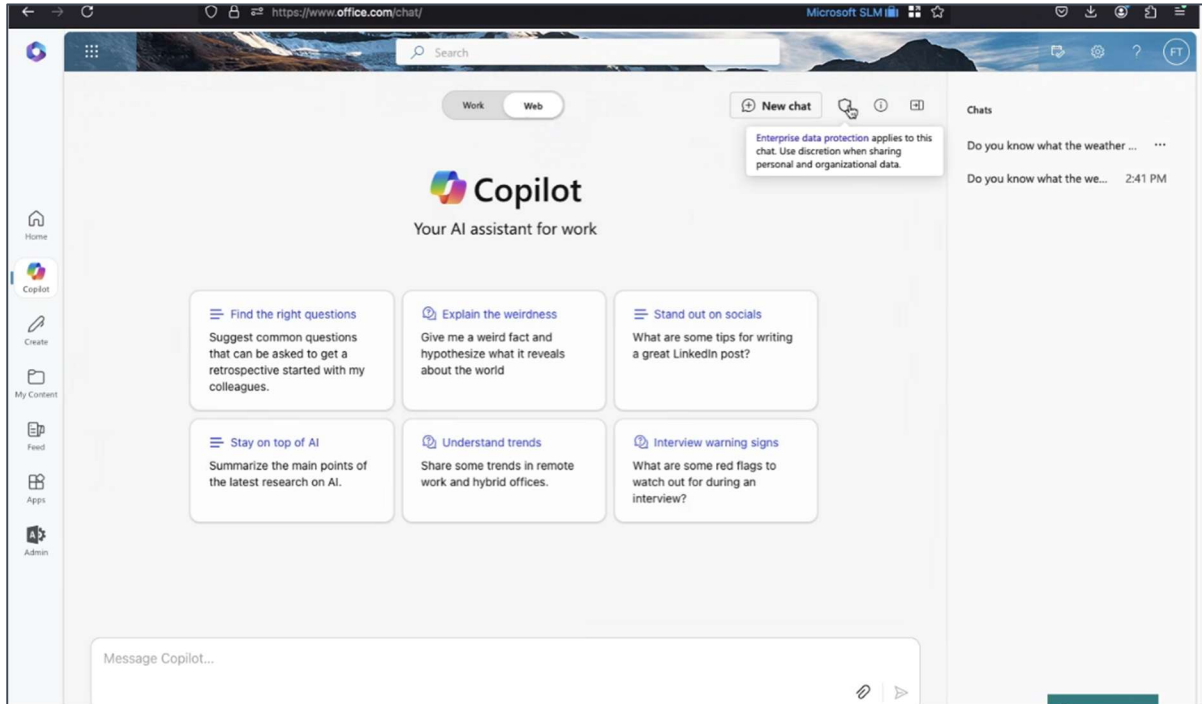 https://www.office.com/chat/
Microsoft SLM
Search
FT
Work
Web
New chat
Enterprise data protection applies to this
chat. Use discretion when sharing
personal and organizational data.
Chats
Do you know what the weather ...
Do you know what the we...
2:41 PM
Copilot
Your AI assistant for work
Home
Copilot
Create
My Content
Feed
Apps
Admin
Find the right questions
Suggest common questions
that can be asked to get a
retrospective started with my
colleagues.
Explain the weirdness
Give me a weird fact and
hypothesize what it reveals
about the world
Stand out on socials
What are some tips for writing
a great LinkedIn post?
Stay on top of AI
Summarize the main points of
the latest research on AI.
Understand trends
Share some trends in remote
work and hybrid offices.
Interview warning signs
What are some red flags to
watch out for during an
interview?
Message Copilot...